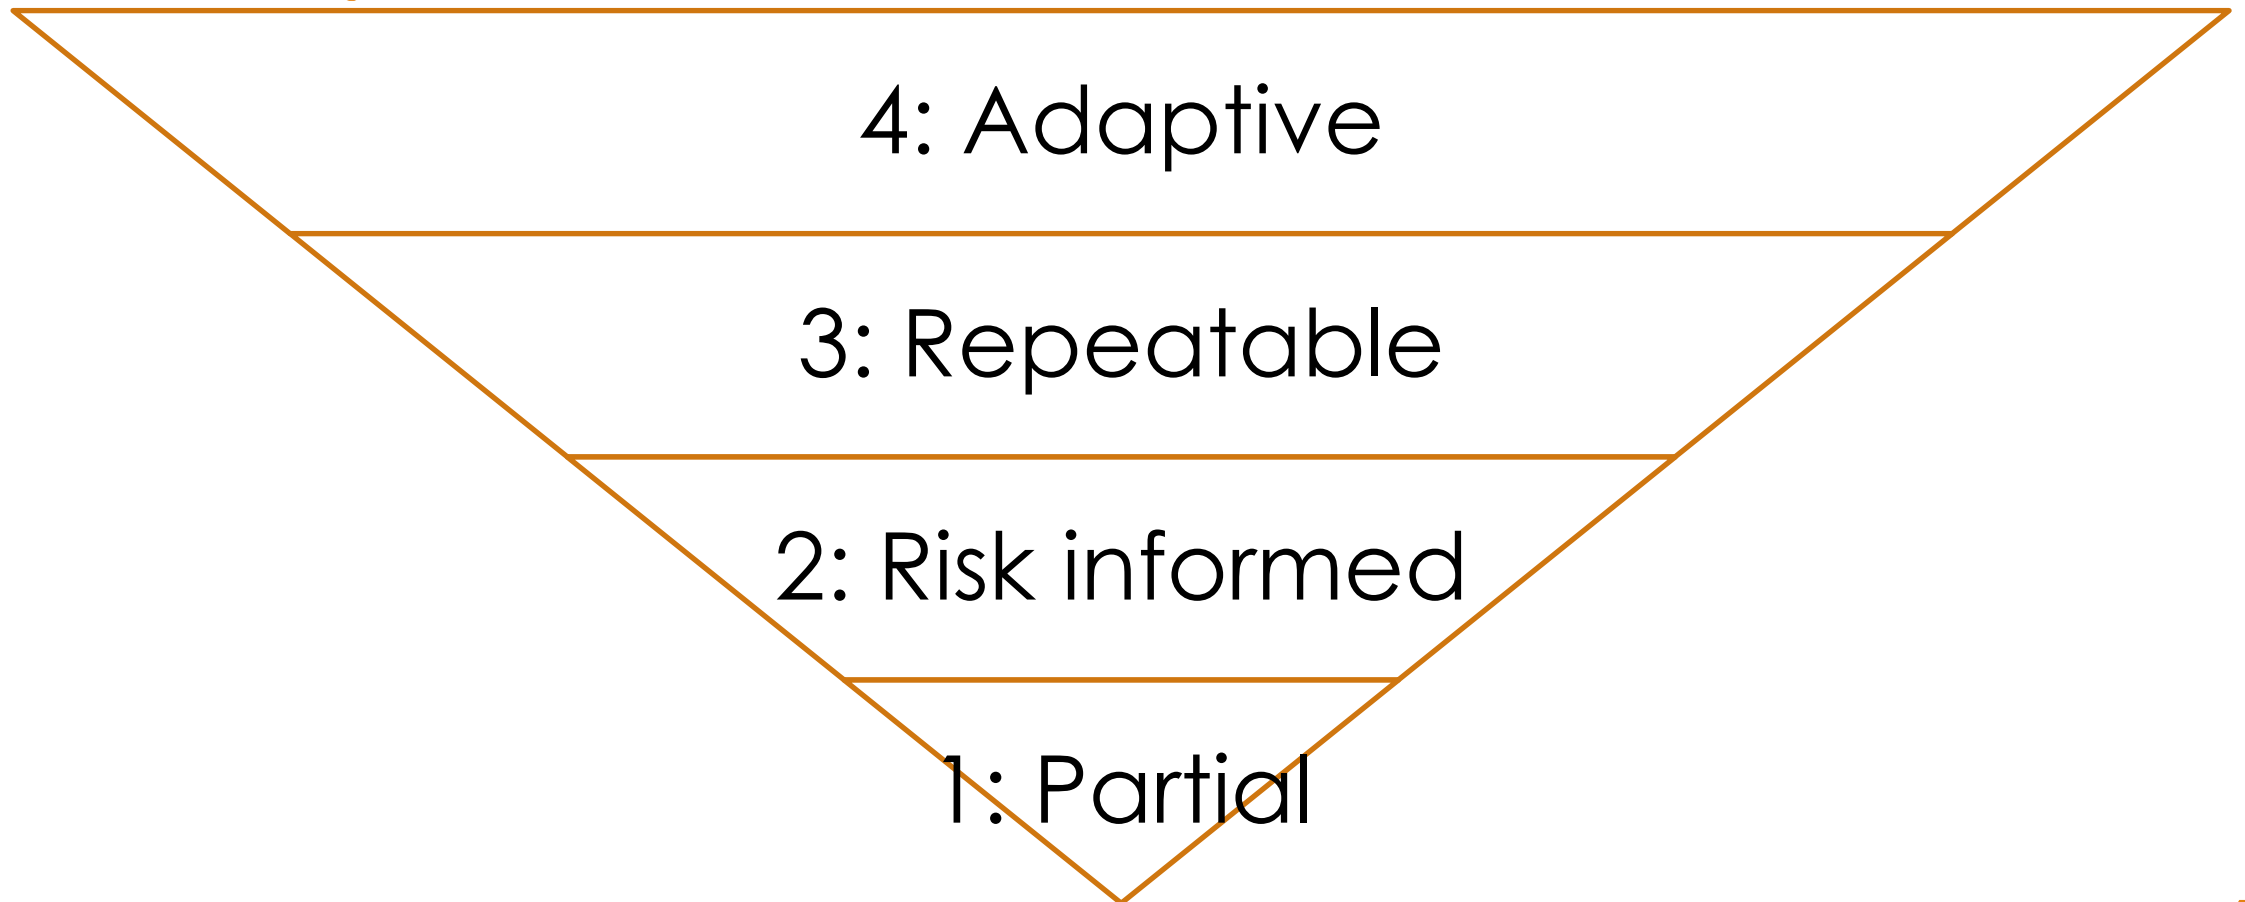 4: Adaptive
3: Repeatable
2: Risk informed
1: Partial